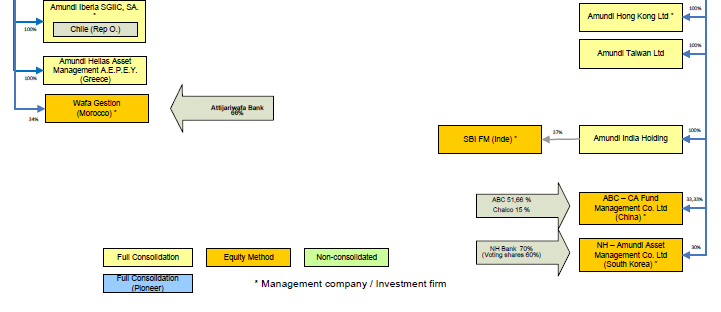 Amundi Iberia SGIIC, SA.
*
Chile (Rep O.)
100%
Amundi Hellas Asset
Management A.E.P.E.Y.
(Greece)
100%
Wafa Gestion
(Morocco) *
34%
Attijariwafa Bank
66%
Amundi Hong Kong Ltd *
100%
Amundi Taiwan Ltd
100%
SBI FM (Inde) *
37%
Amundi India Holding
100%
ABC 51,66 %
Chalco 15 %
ABC – CA Fund
Management Co. Ltd
(China) *
33,33%
NH Bank 70%
(Voting shares 60%)
NH – Amundi Asset
Management Co. Ltd
(South Korea) *
30%
Full Consolidation
Equity Method
Non-consolidated
Full Consolidation
(Pioneer)
* Management company / Investment firm